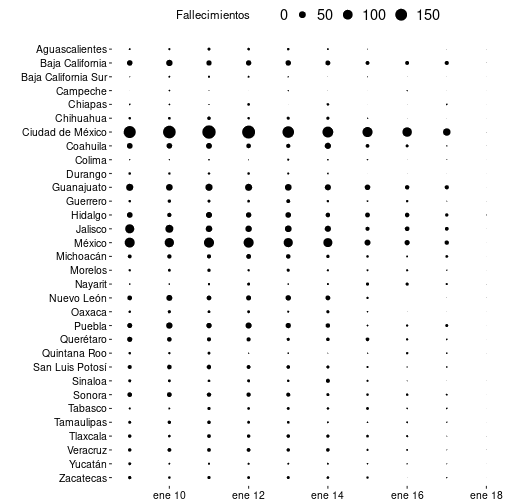 Fallecimientos 0 50 100 150
Aguascalientes
Baja California
Baja California Sur
Campeche
Chiapas
Chihuahua
Ciudad de México
Coahuila
Colima
Durango
Guanajuato
Guerrero
Hidalgo
Jalisco
México
Michoacán
Morelos
Nayarit
Nuevo León
Oaxaca
Puebla
Querétaro
Quintana Roo
San Luis Potosí
Sinaloa
Sonora
Tabasco
Tamaulipas
Tlaxcala
Veracruz
Yucatán
Zacatecas
ene 10 ene 12 ene 14 ene 16 ene 18